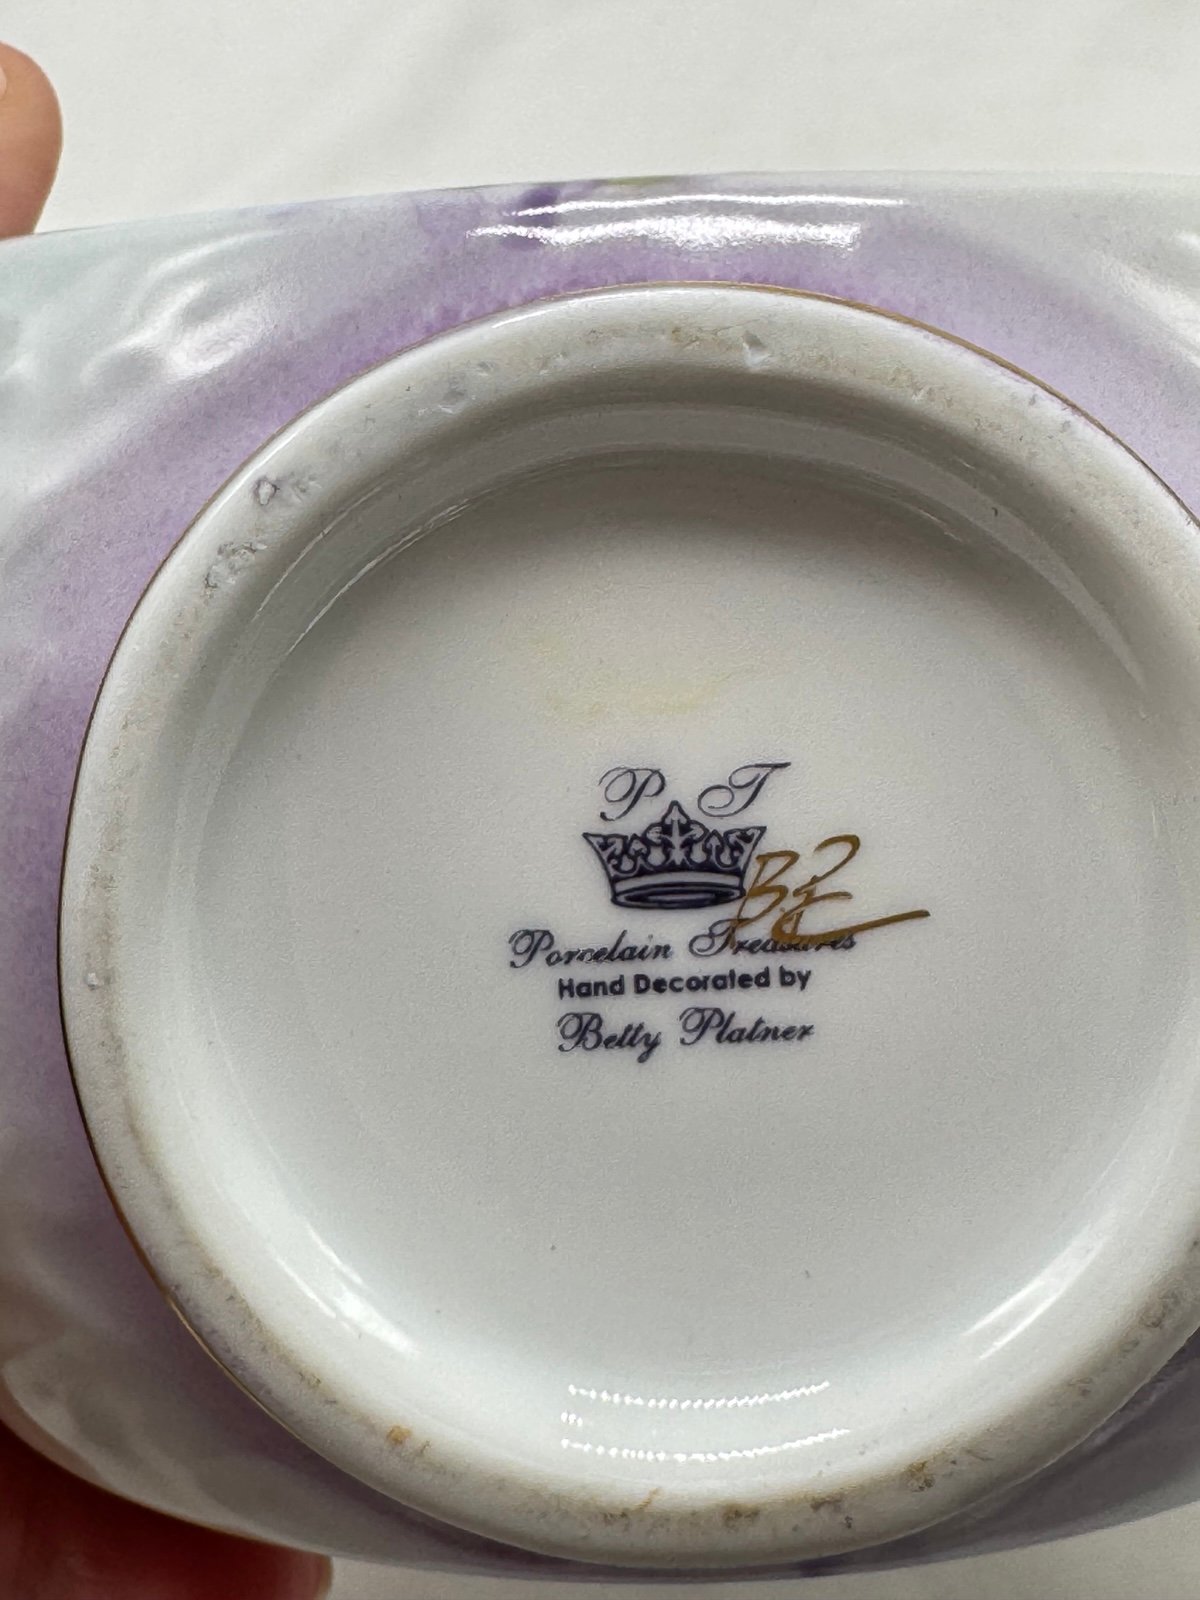 P T
Porcelain Treasures
Hand Decorated by
Betty Platner